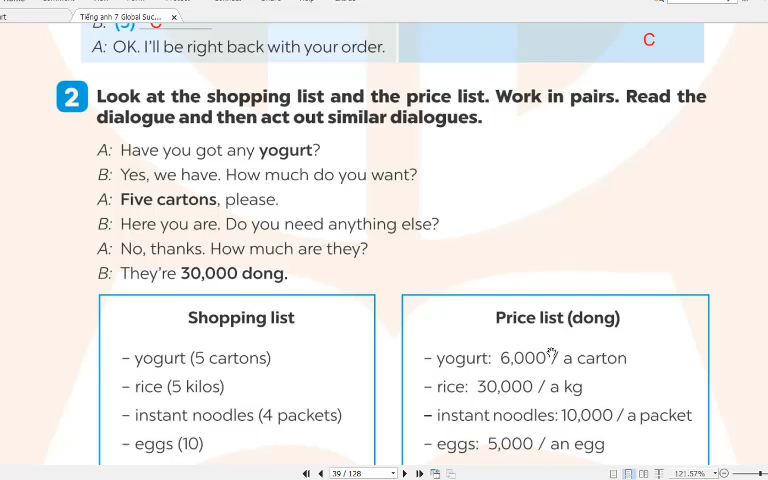 Tiếng anh 7 Global Suc... ×
B: (5) C
A: OK. I'll be right back with your order.
C
2 Look at the shopping list and the price list. Work in pairs. Read the
dialogue and then act out similar dialogues.
A: Have you got any yogurt?
B: Yes, we have. How much do you want?
A: Five cartons, please.
B: Here you are. Do you need anything else?
A: No, thanks. How much are they?
B: They're 30,000 dong.
Shopping list
– yogurt (5 cartons)
– rice (5 kilos)
– instant noodles (4 packets)
– eggs (10)
Price list (dong)
– yogurt: 6,000 / a carton
– rice: 30,000 / a kg
– instant noodles: 10,000 / a packet
– eggs: 5,000 / an egg
39 / 128
121.57%